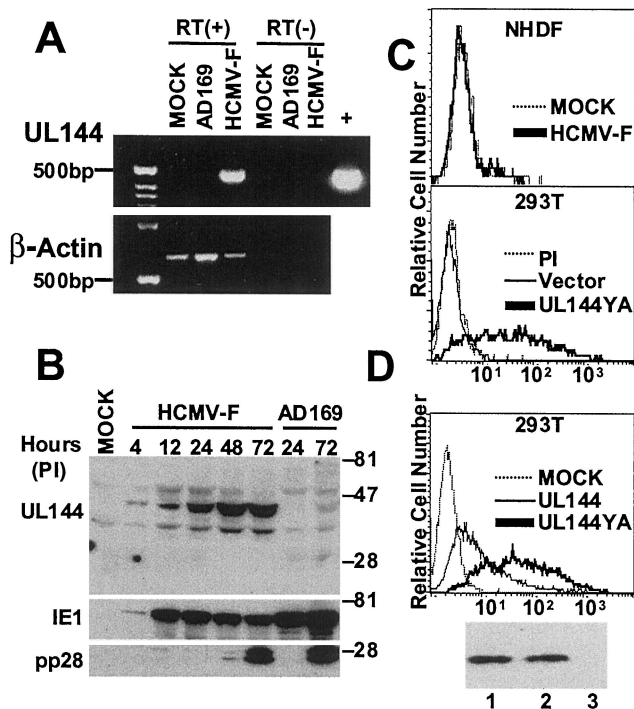 A
RT(+) RT(-)
MOCK AD169 HCMV-F MOCK AD169 HCMV-F +
UL144
500bp
β-Actin
500bp
B
MOCK HCMV-F AD169
Hours 4 12 24 48 72 24 72
(PI)
-81
-47
UL144
-28
-81
IE1
-28
pp28
C
NHDF
MOCK
HCMV-F
Relative Cell Number
293T
PI
Vector
UL144YA
Relative Cell Number
10¹ 10² 10³
D
293T
MOCK
UL144
UL144YA
Relative Cell Number
10¹ 10² 10³
1 2 3